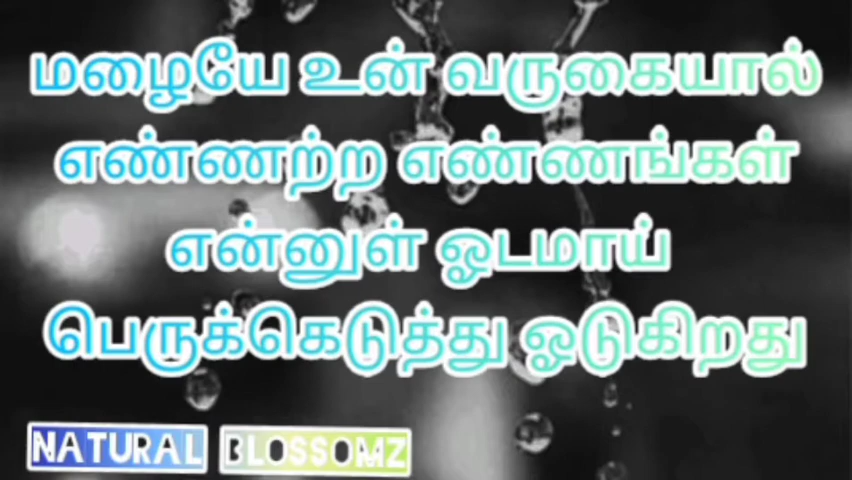 மழையே உன் வருகையால்
எண்ணற்ற எண்ணங்கள்
என்னுள் ஓடமாய்
பெருக்கெடுத்து ஓடுகிறது
NATURAL BLOSSOMZ